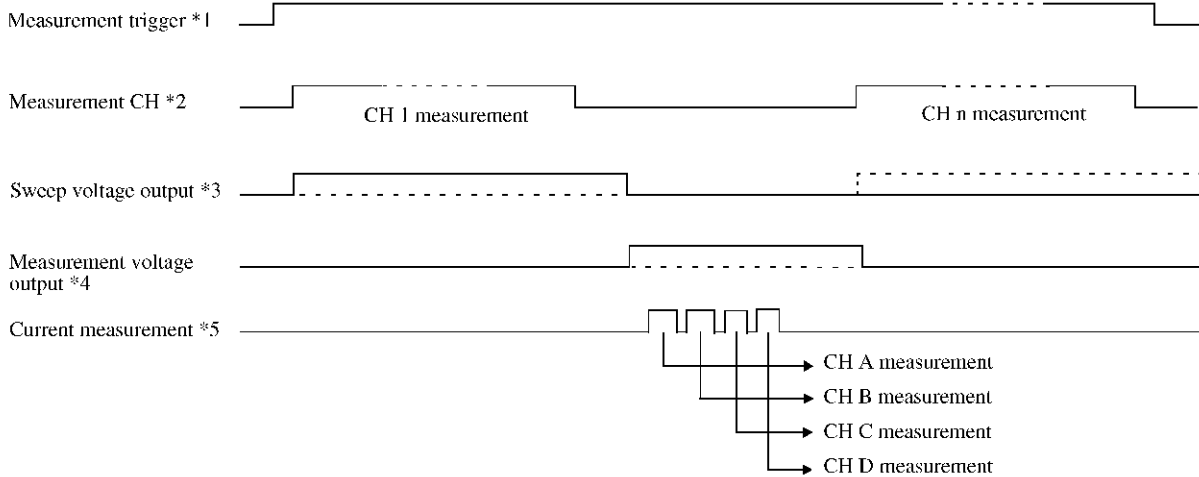 Measurement trigger *1
Measurement CH *2
CH 1 measurement
CH n measurement
Sweep voltage output *3
Measurement voltage
output *4
Current measurement *5
CH A measurement
CH B measurement
CH C measurement
CH D measurement